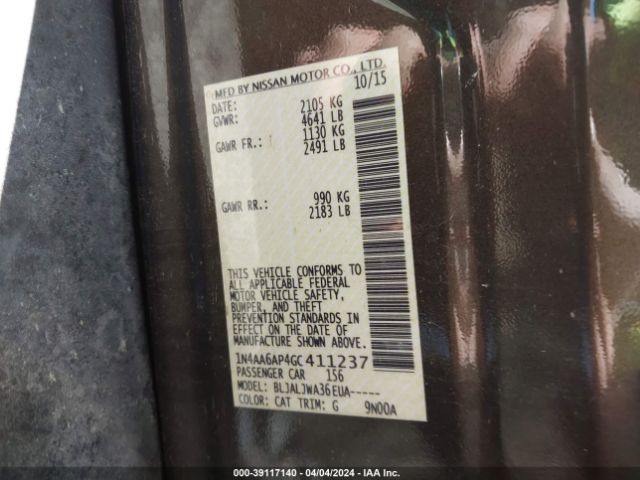 MFD BY NISSAN MOTOR CO., LTD.
DATE: 10/15
GVWR: 2105 KG
4641 LB
GAWR FR.: 1130 KG
2491 LB
GAWR RR.: 990 KG
2183 LB
THIS VEHICLE CONFORMS TO
ALL APPLICABLE FEDERAL
MOTOR VEHICLE SAFETY,
BUMPER, AND THEFT
PREVENTION STANDARDS IN
EFFECT ON THE DATE OF
MANUFACTURE SHOWN ABOVE.
1N4AA6AP4GC411237
PASSENGER CAR 156
MODEL: BLJALJWA36EUA-----
COLOR: CAT TRIM: G 9N00A
000-39117140 - 04/04/2024 - IAA Inc.